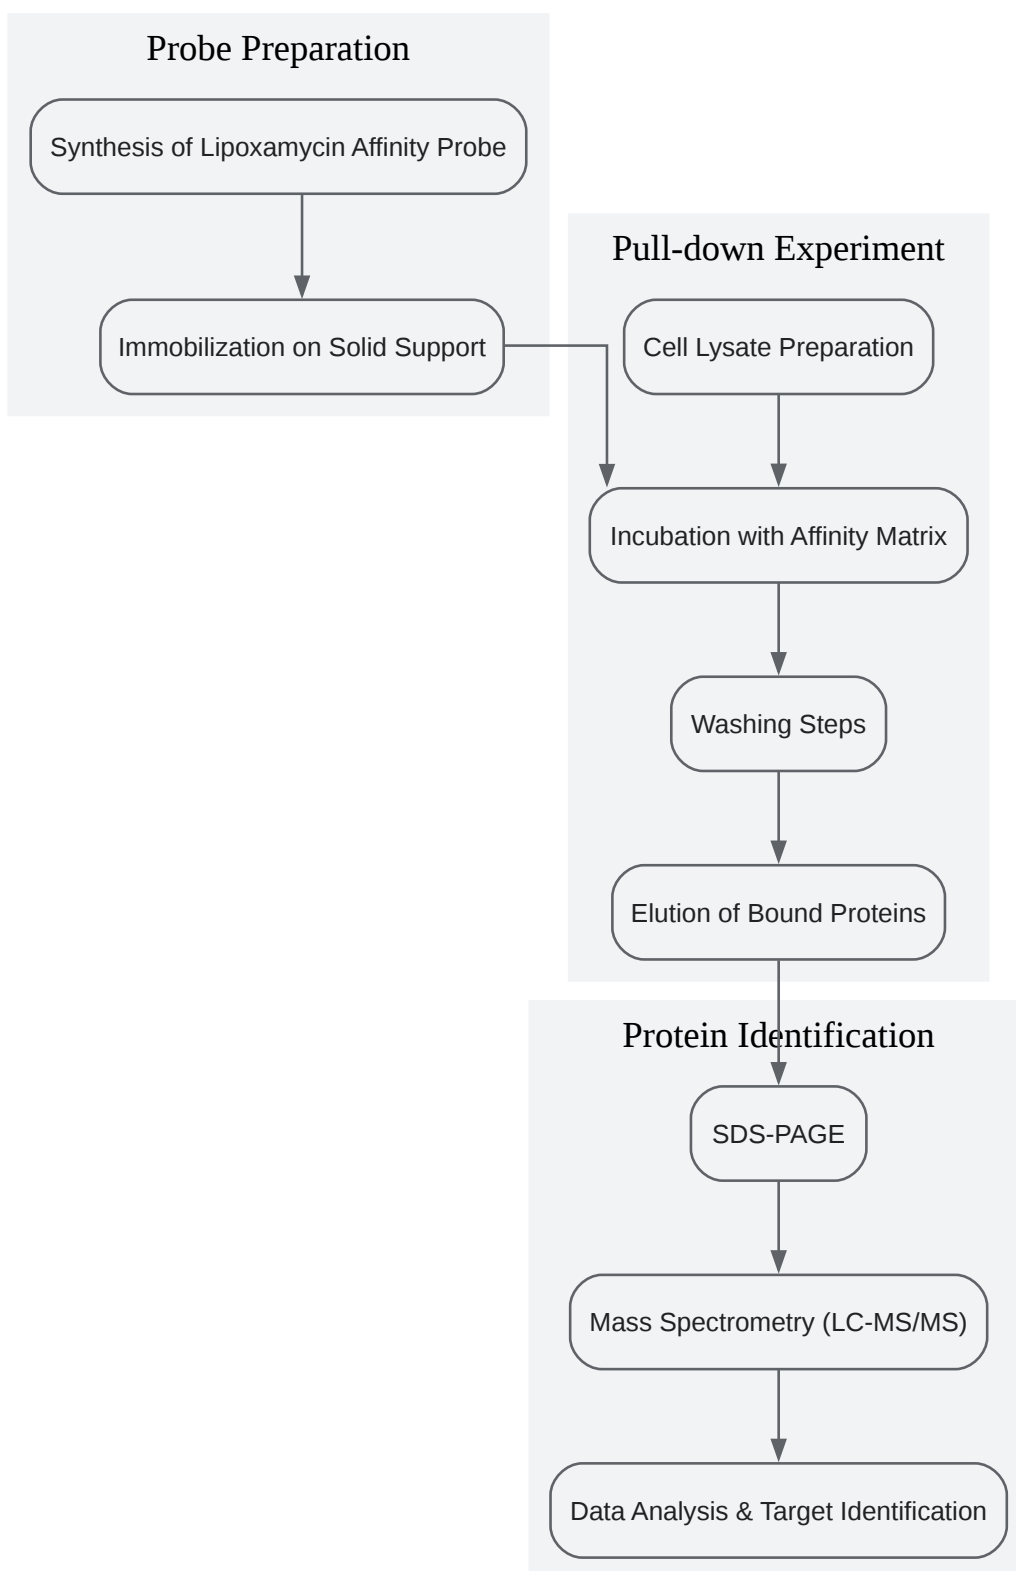 Probe Preparation
Synthesis of Lipoxamycin Affinity Probe
Immobilization on Solid Support
Pull-down Experiment
Cell Lysate Preparation
Incubation with Affinity Matrix
Washing Steps
Elution of Bound Proteins
Protein Identification
SDS-PAGE
Mass Spectrometry (LC-MS/MS)
Data Analysis & Target Identification